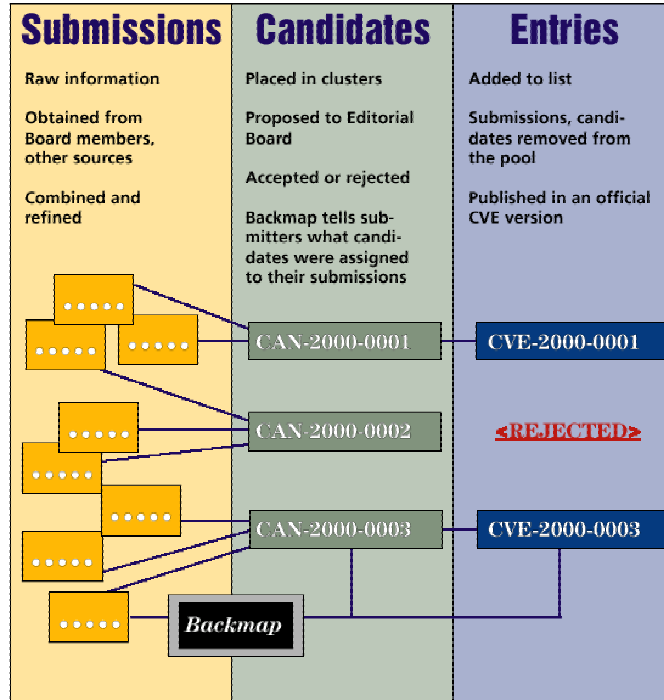 Submissions
Raw information
Obtained from
Board members,
other sources
Combined and
refined
Candidates
Placed in clusters
Proposed to Editorial
Board
Accepted or rejected
Backmap tells sub-
mitters what candi-
dates were assigned
to their submissions
Entries
Added to list
Submissions, candi-
dates removed from
the pool
Published in an official
CVE version
CAN-2000-0001
CVE-2000-0001
CAN-2000-0002
<REJECTED>
CAN-2000-0003
CVE-2000-0003
Backmap